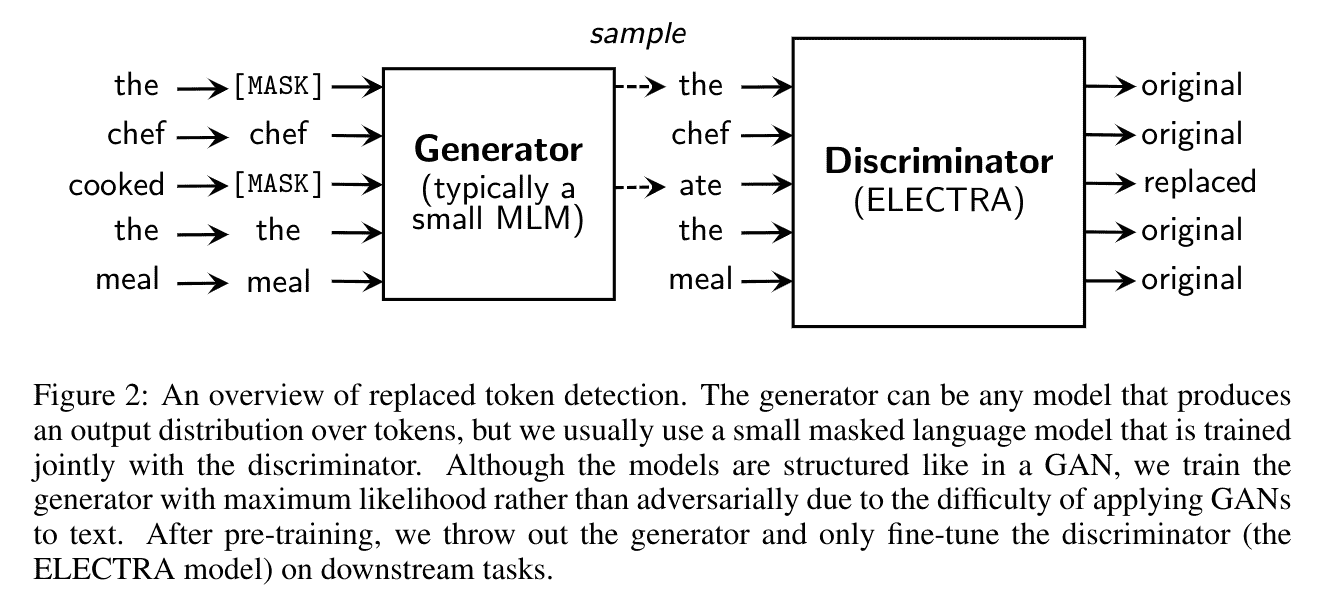 sample
the [MASK] the original
chef chef chef original
cooked [MASK] ate replaced
the the the original
meal meal meal original
Generator
(typically a
small MLM)
Discriminator
(ELECTRA)
Figure 2: An overview of replaced token detection. The generator can be any model that produces
an output distribution over tokens, but we usually use a small masked language model that is trained
jointly with the discriminator. Although the models are structured like in a GAN, we train the
generator with maximum likelihood rather than adversarially due to the difficulty of applying GANs
to text. After pre-training, we throw out the generator and only fine-tune the discriminator (the
ELECTRA model) on downstream tasks.